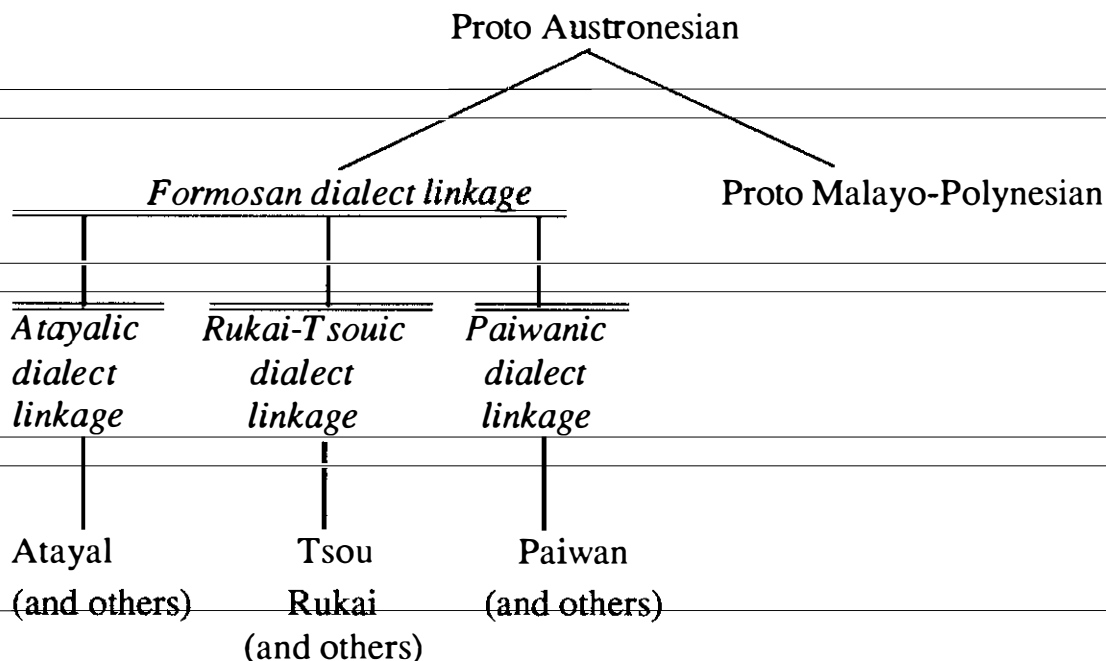 Proto Austronesian
Formosan dialect linkage
Proto Malayo-Polynesian
Atayalic
dialect
linkage
Rukai-Tsouic
dialect
linkage
Paiwanic
dialect
linkage
Atayal
(and others)
Tsou
Rukai
(and others)
Paiwan
(and others)